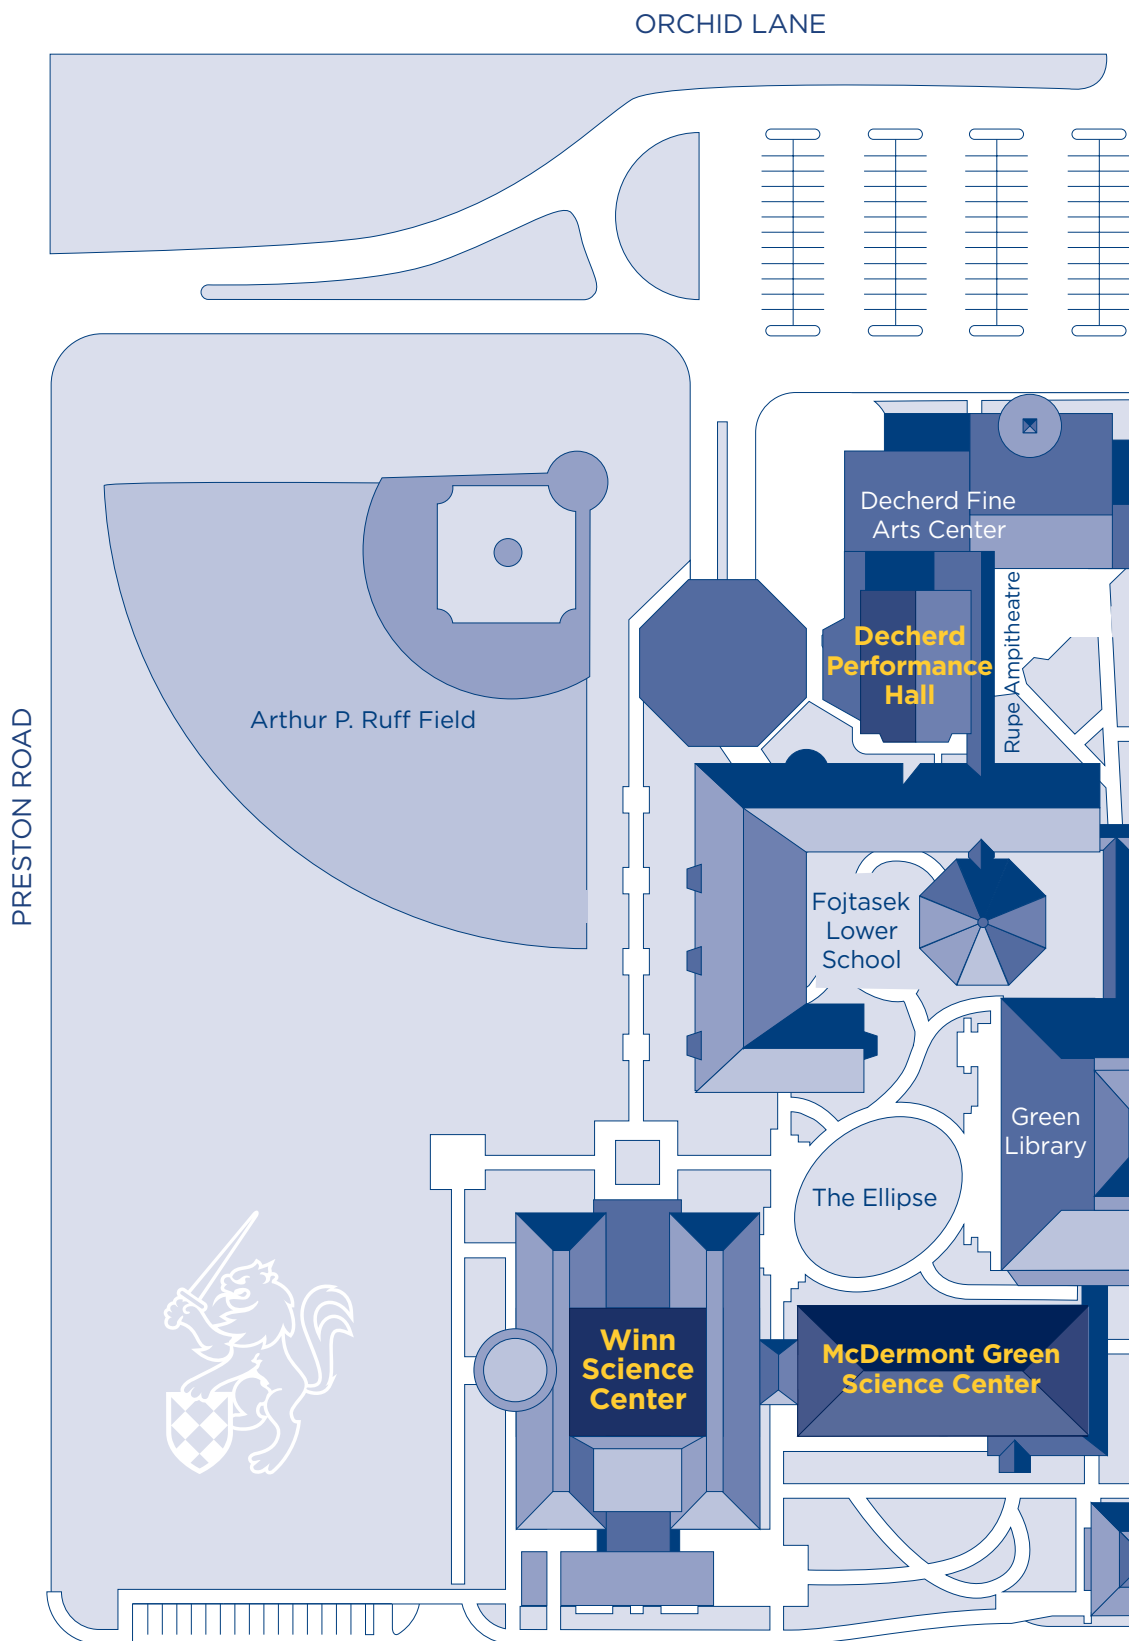 ORCHID LANE
Decherd Fine
Arts Center
Rupe Ampitheatre
Decherd
Performance
Hall
Arthur P. Ruff Field
PRESTON ROAD
Fojtasek
Lower
School
Green
Library
The Ellipse
Winn
Science
Center
McDermont Green
Science Center